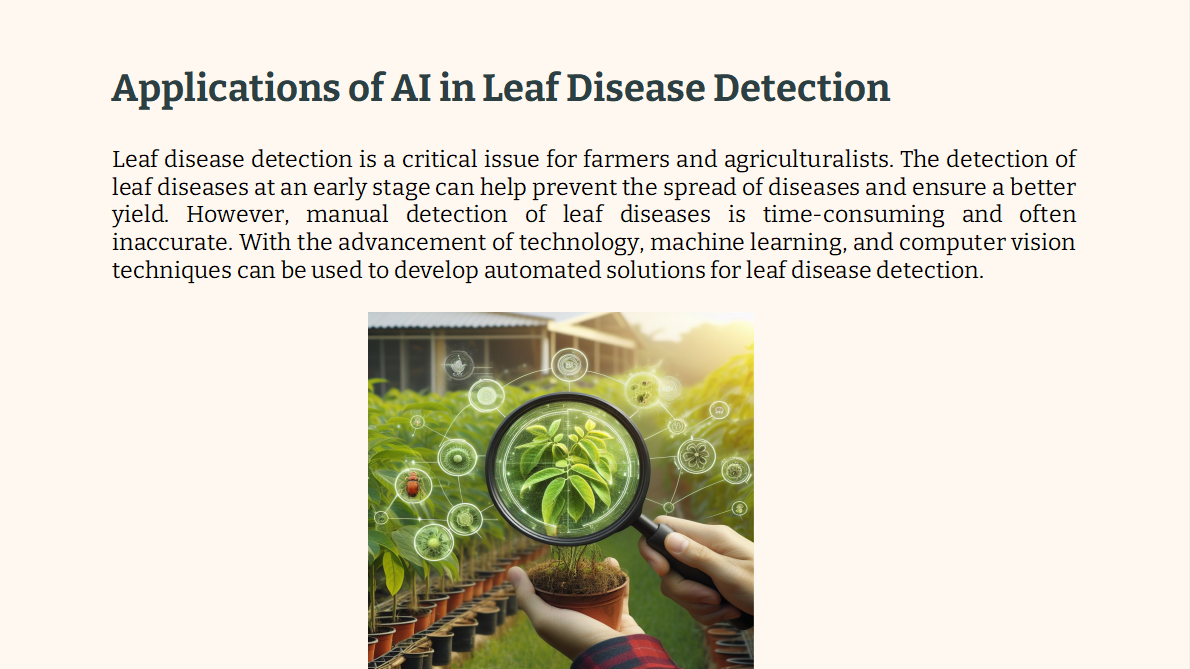 Applications of AI in Leaf Disease Detection
Leaf disease detection is a critical issue for farmers and agriculturalists. The detection of
leaf diseases at an early stage can help prevent the spread of diseases and ensure a better
yield. However, manual detection of leaf diseases is time-consuming and often
inaccurate. With the advancement of technology, machine learning, and computer vision
techniques can be used to develop automated solutions for leaf disease detection.